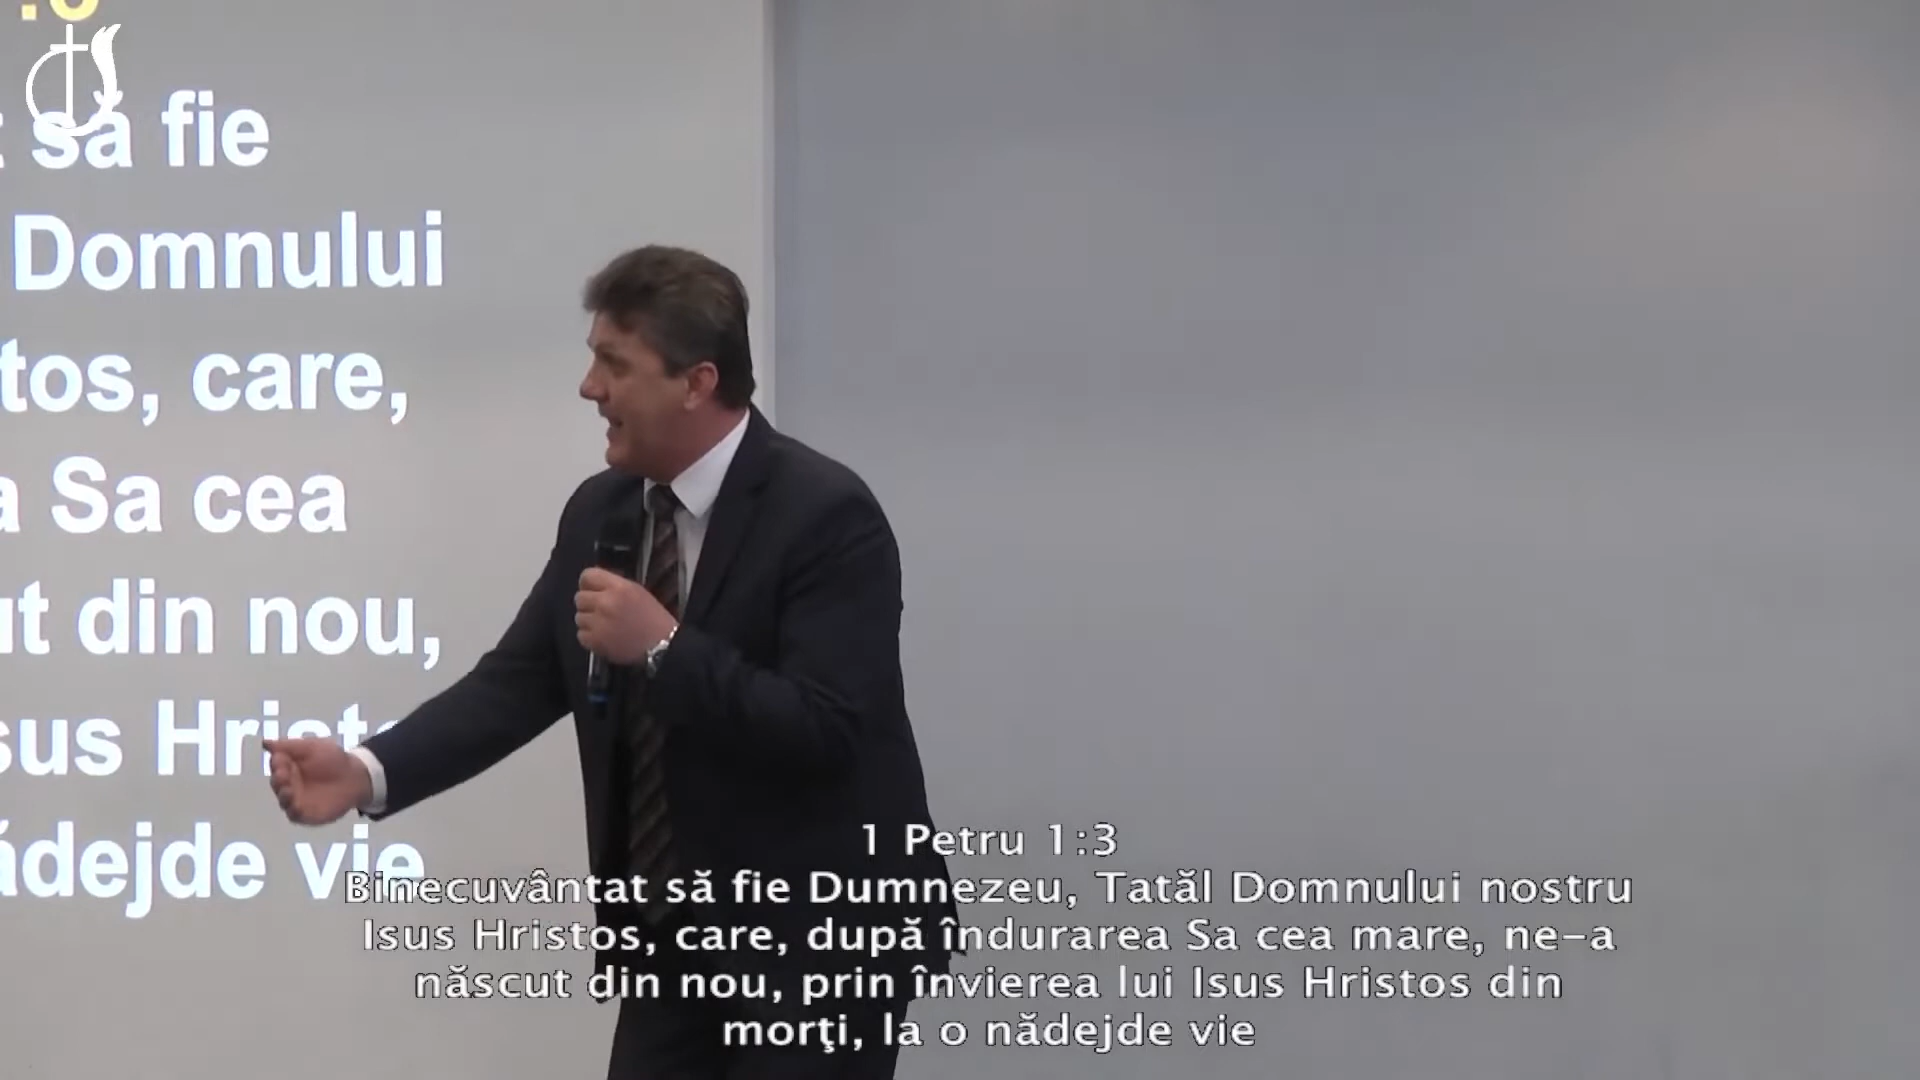 :3
să fie
Domnului
tos, care,
a Sa cea
ut din nou,
sus Hristo
ădejde vie
1 Petru 1:3
Binecuvântat să fie Dumnezeu, Tatăl Domnului nostru
Isus Hristos, care, după îndurarea Sa cea mare, ne-a
născut din nou, prin învierea lui Isus Hristos din
morţi, la o nădejde vie